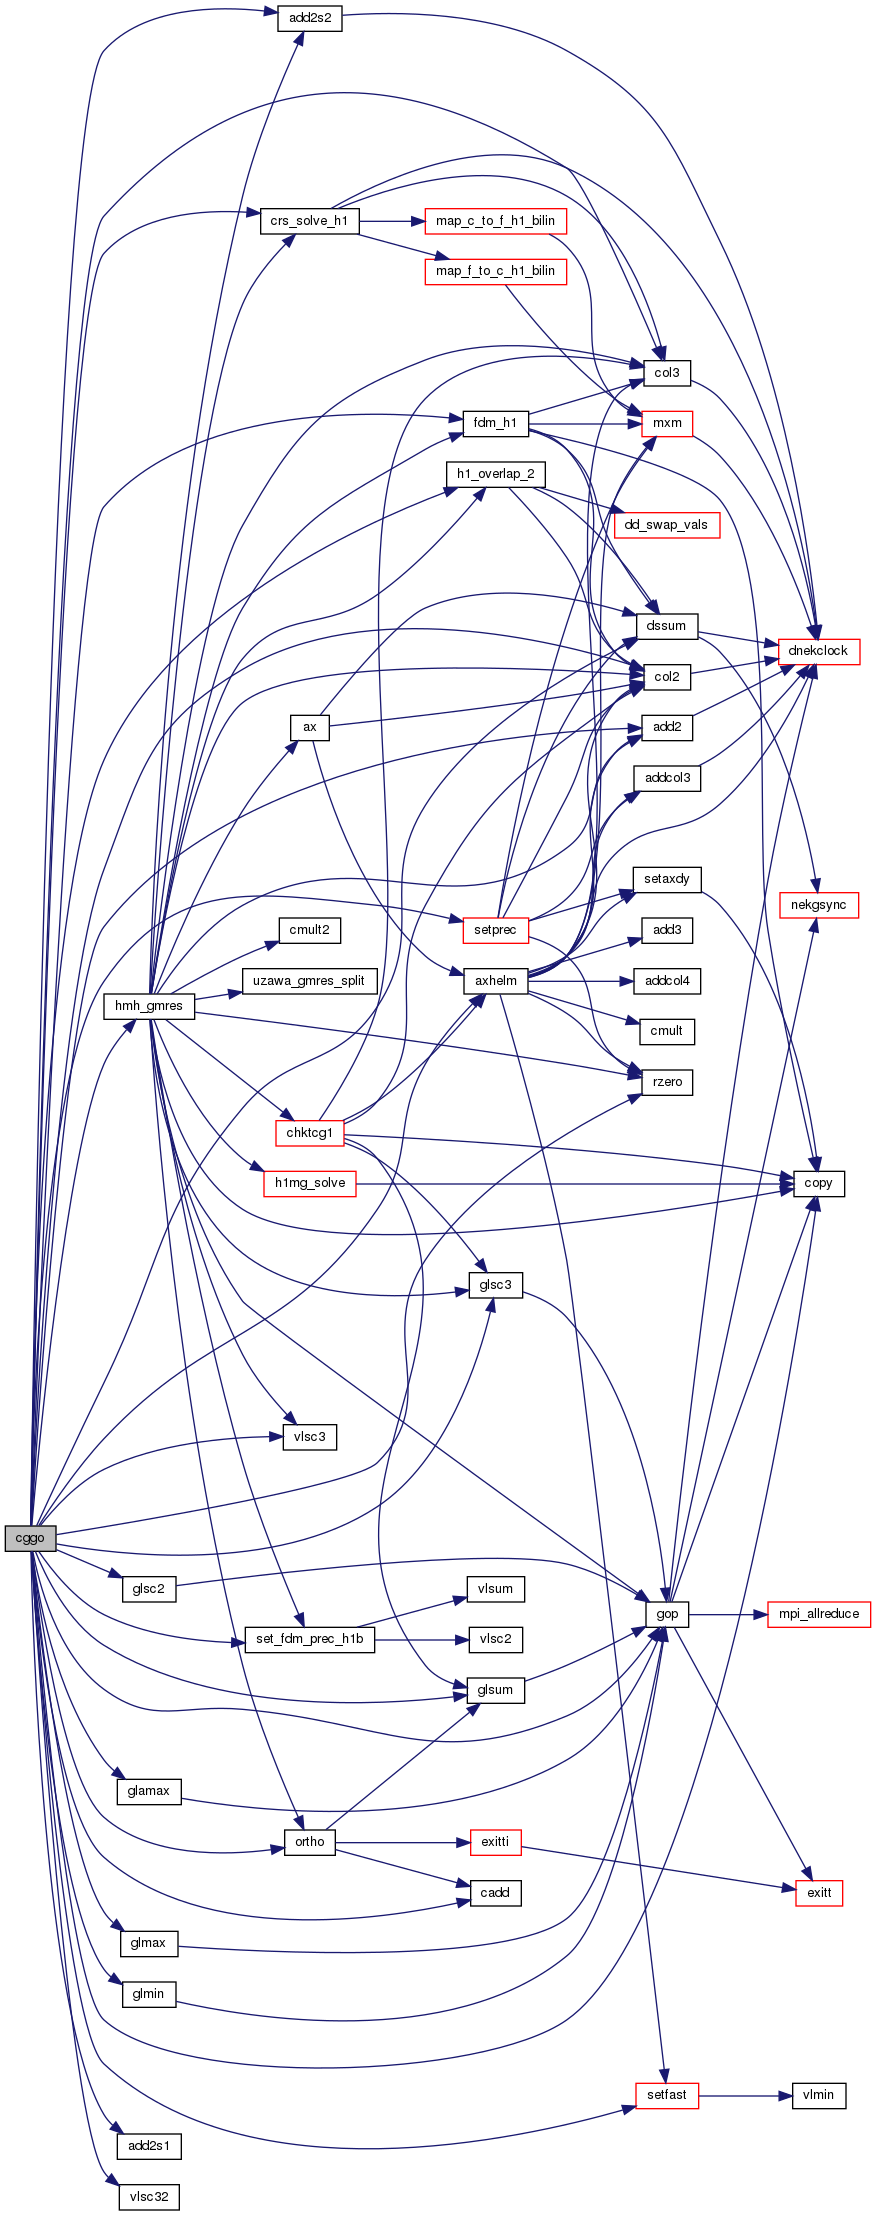 add2s2
crs_solve_h1
map_c_to_f_h1_bilin
map_f_to_c_h1_bilin
col3
fdm_h1
mxm
h1_overlap_2
dd_swap_vals
dssum
dnekclock
col2
ax
add2
addcol3
setaxdy
nekgsync
setprec
add3
cmult2
axhelm
addcol4
uzawa_gmres_split
hmh_gmres
cmult
rzero
chktcg1
h1mg_solve
copy
glsc3
vlsc3
cggo
glsc2
vlsum
gop
mpi_allreduce
set_fdm_prec_h1b
vlsc2
glsum
glamax
ortho
exitti
cadd
exitt
glmax
glmin
setfast
vlmin
add2s1
vlsc32